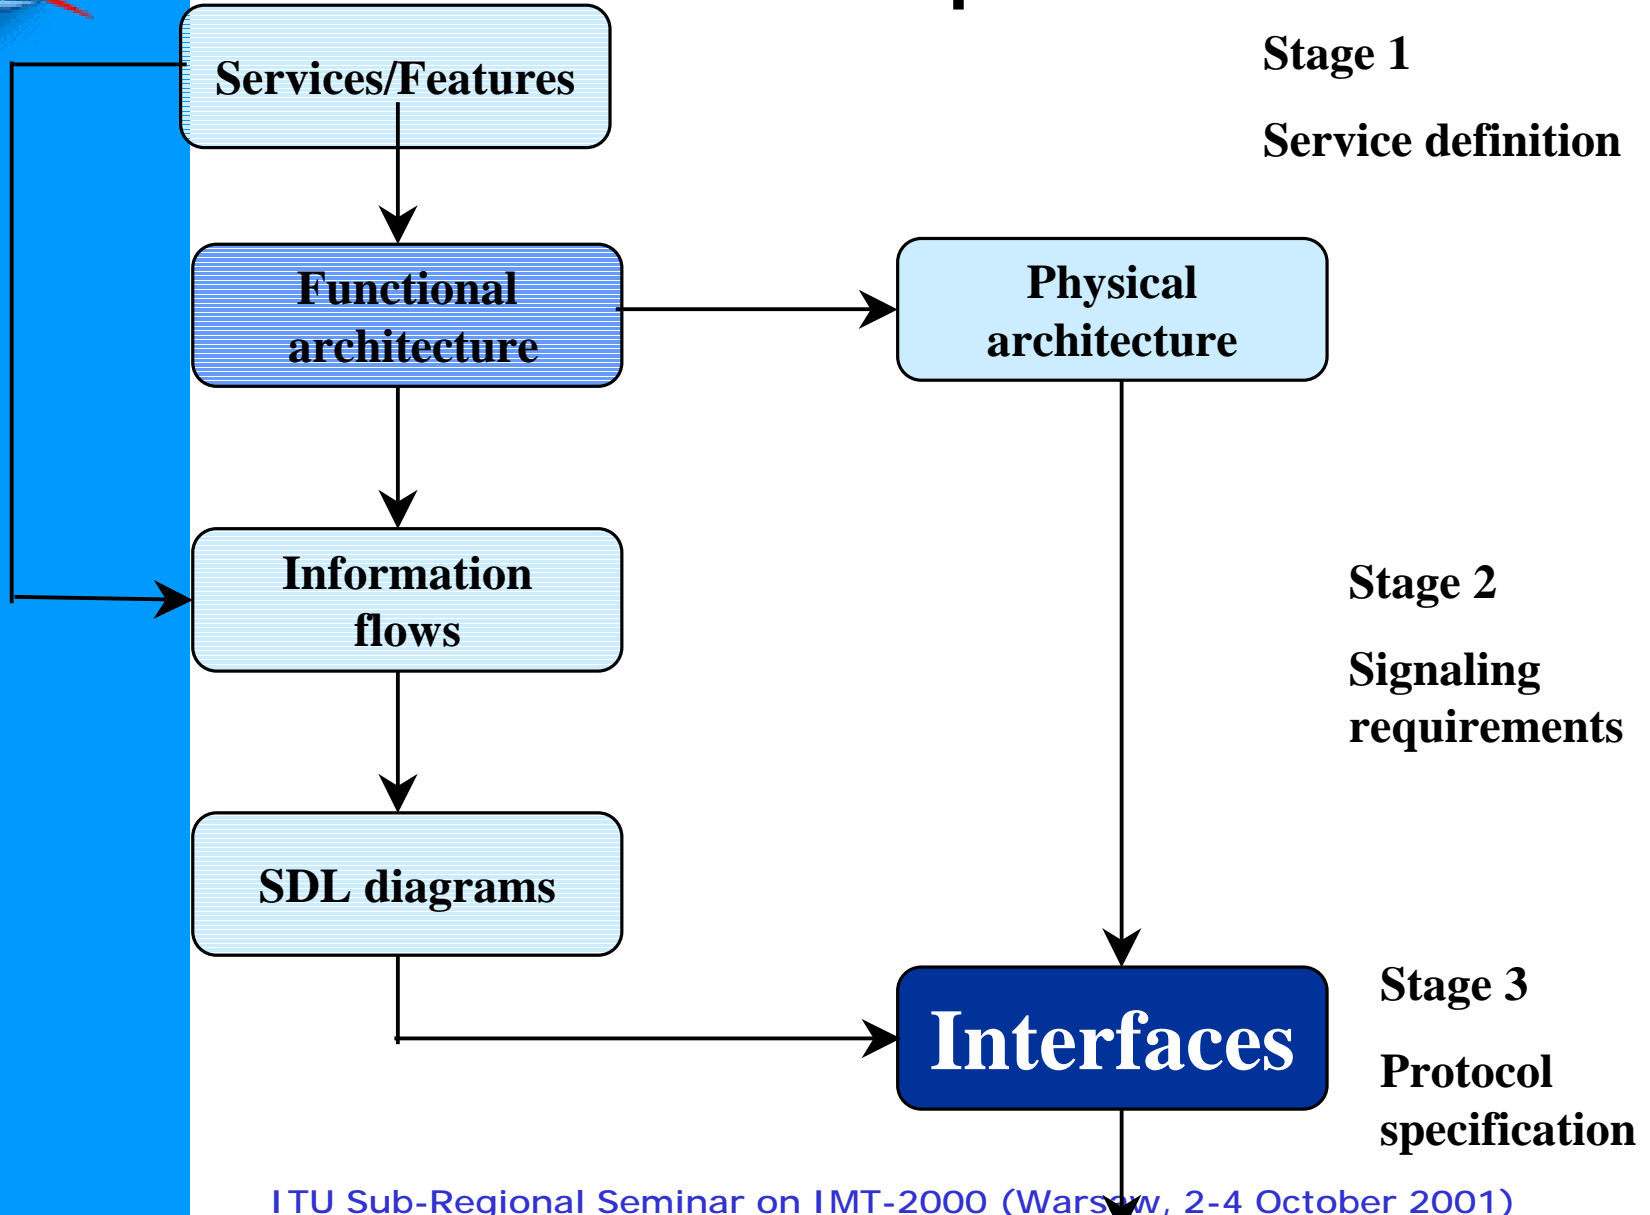 Services/Features
Stage 1
Service definition
Functional
architecture
Physical
architecture
Information
flows
Stage 2
Signaling
requirements
SDL diagrams
Interfaces
Stage 3
Protocol
specification
ITU Sub-Regional Seminar on IMT-2000 (Warsaw, 2-4 October 2001)